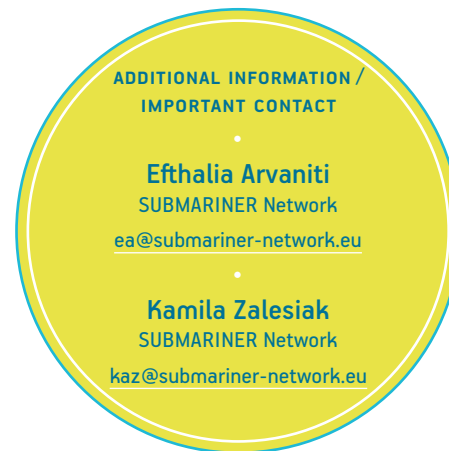 ADDITIONAL INFORMATION /
IMPORTANT CONTACT
Efthalia Arvaniti
SUBMARINER Network
ea@submariner-network.eu
Kamila Zalesiak
SUBMARINER Network
kaz@submariner-network.eu